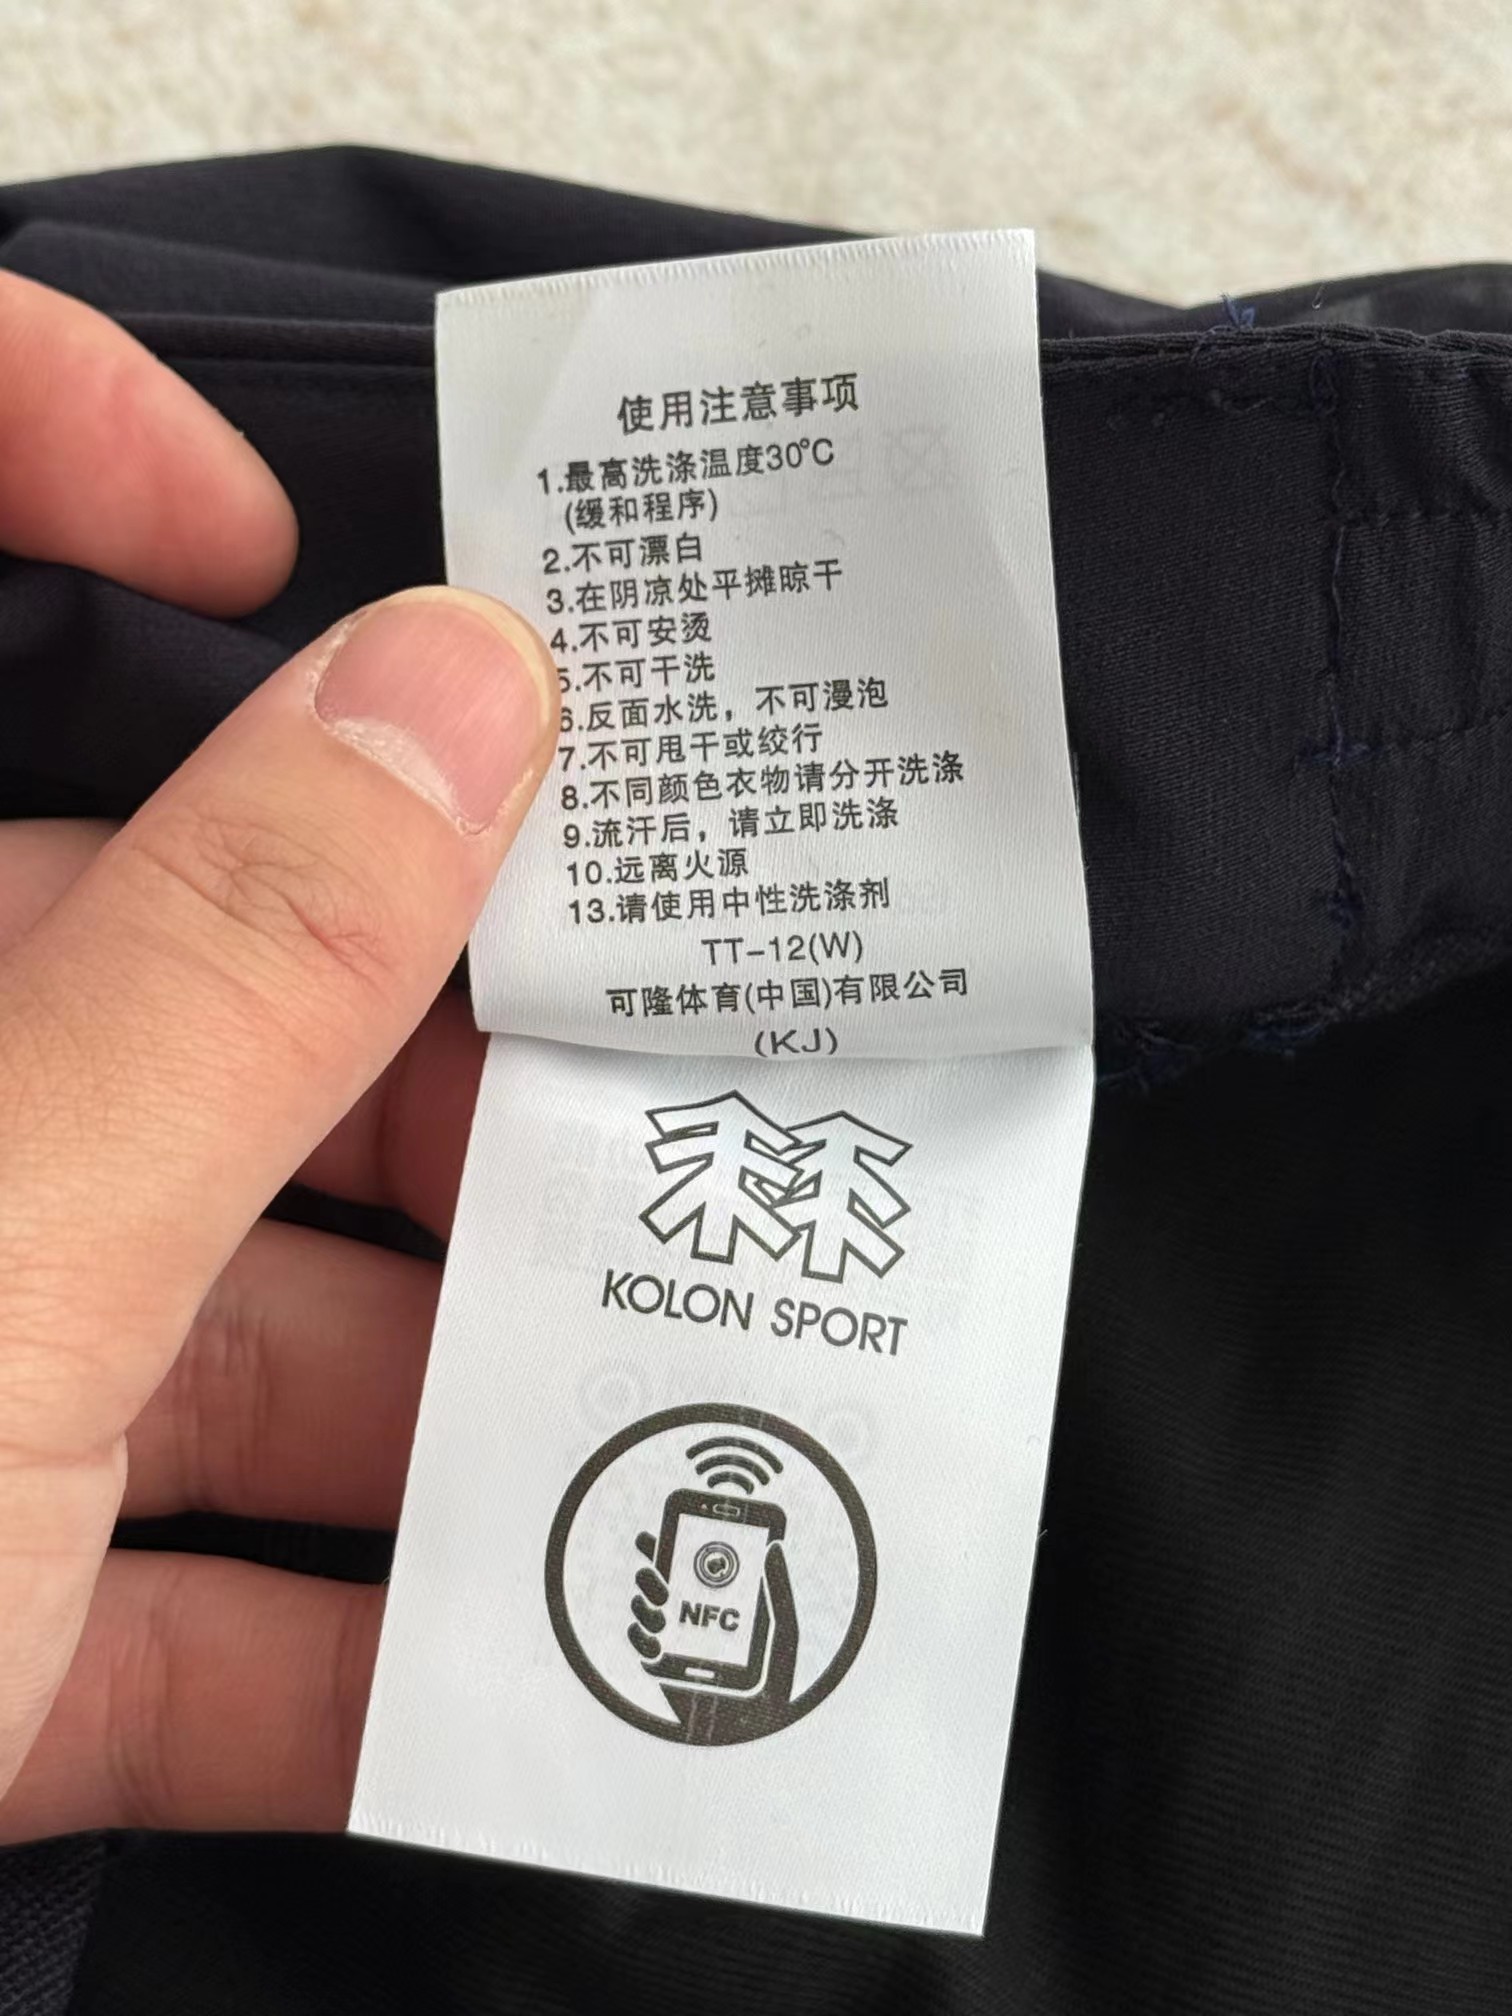 使用注意事项
1.最高洗涤温度30°C
(缓和程序)
2.不可漂白
3.在阴凉处平摊晾干
4.不可安烫
5.不可干洗
6.反面水洗，不可漫泡
7.不可甩干或绞行
8.不同颜色衣物请分开洗涤
9.流汗后，请立即洗涤
10.远离火源
13.请使用中性洗涤剂
TT-12(W)
可隆体育(中国)有限公司
(KJ)
KOLON SPORT
NFC